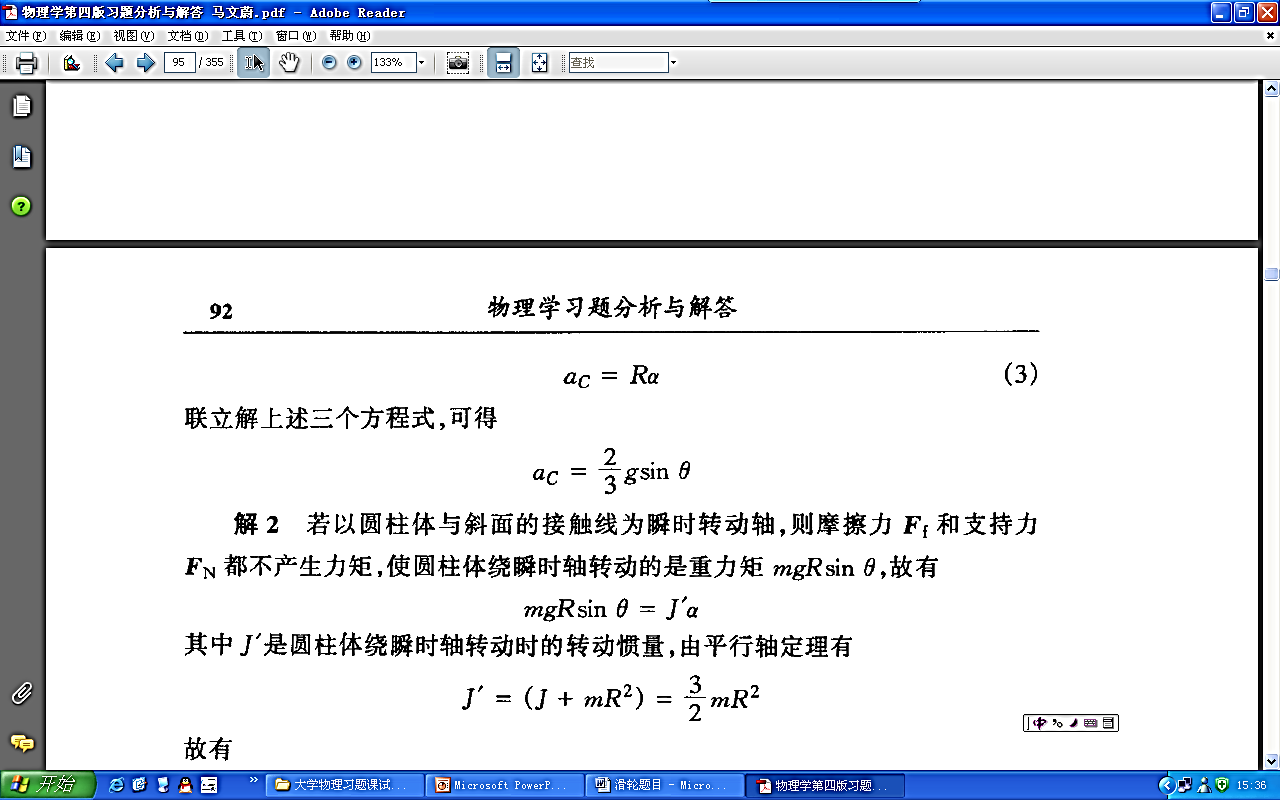 物理学第四版习题分析与解答 马文蔚.pdf - Adobe Reader
文件(F) 编辑(E) 视图(V) 文档(D) 工具(T) 窗口(W) 帮助(H)
95 / 355 133% 查找
92 物理学习题分析与解答
a_C = Rα (3)
联立解上述三个方程式,可得
a_C = 2/3 g sin θ
解 2 若以圆柱体与斜面的接触线为瞬时转动轴,则摩擦力 F_f 和支持力
F_N 都不产生力矩,使圆柱体绕瞬时轴转动的是重力矩 mgR sin θ,故有
mgR sin θ = J′α
其中 J′是圆柱体绕瞬时轴转动时的转动惯量,由平行轴定理有
J′ = (J + mR²) = 3/2 mR²
故有
中
开始 » 大学物理习题课试... Microsoft PowerP... 滑轮题目 - Micro... 物理学第四版习题... 15:36